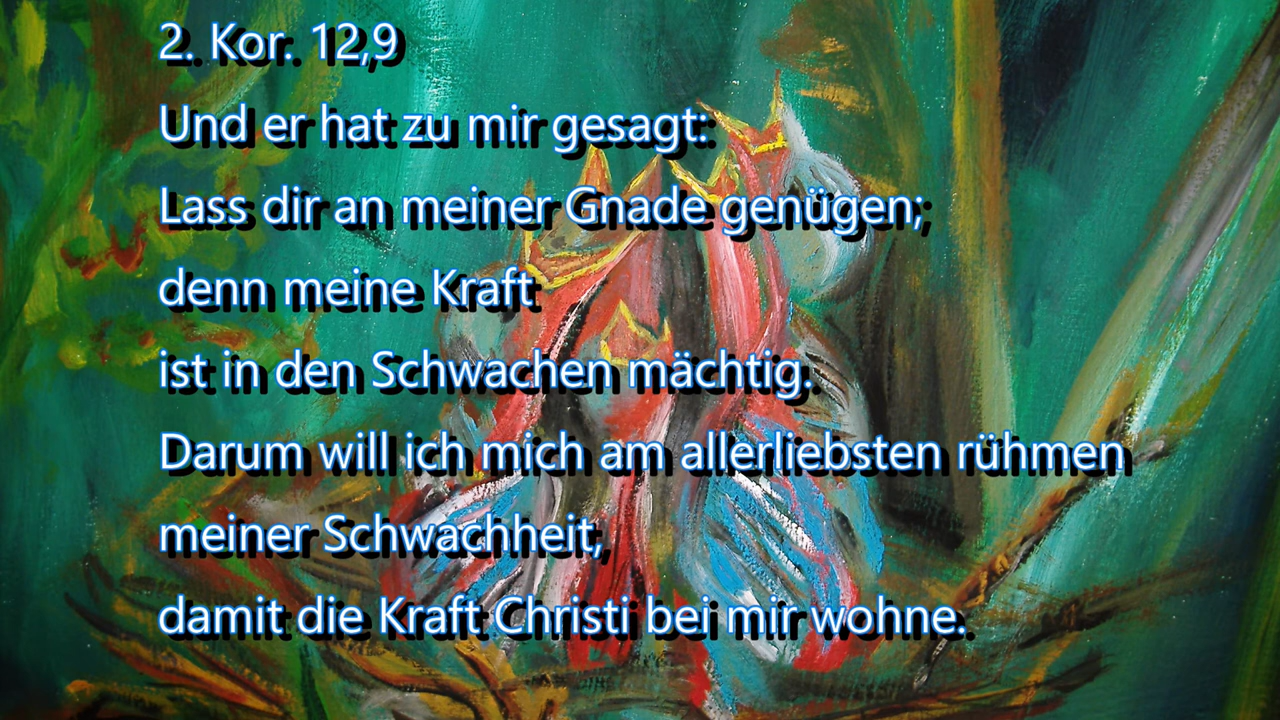 2. Kor. 12,9
Und er hat zu mir gesagt:
Lass dir an meiner Gnade genügen;
denn meine Kraft
ist in den Schwachen mächtig.
Darum will ich mich am allerliebsten rühmen
meiner Schwachheit,
damit die Kraft Christi bei mir wohne.